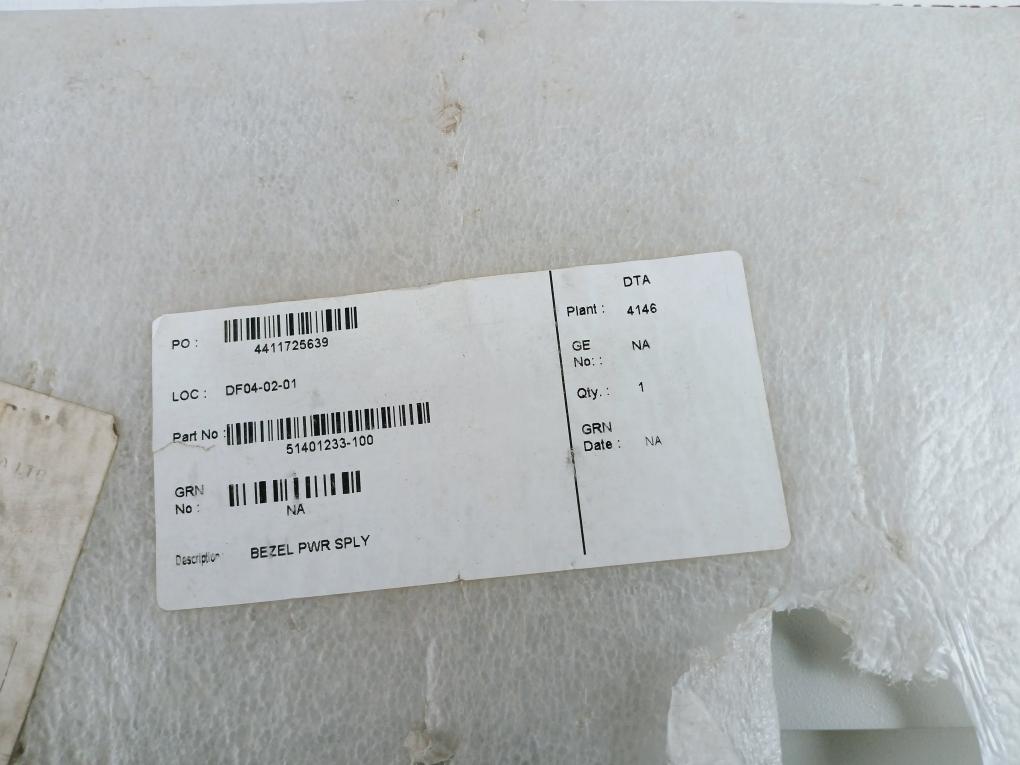 PO :
4411725639
LOC : DF04-02-01
Part No :
51401233-100
GRN
No :
NA
Description: BEZEL PWR SPLY
DTA
Plant : 4146
GE NA
No: :
Qty. : 1
GRN
Date : NA